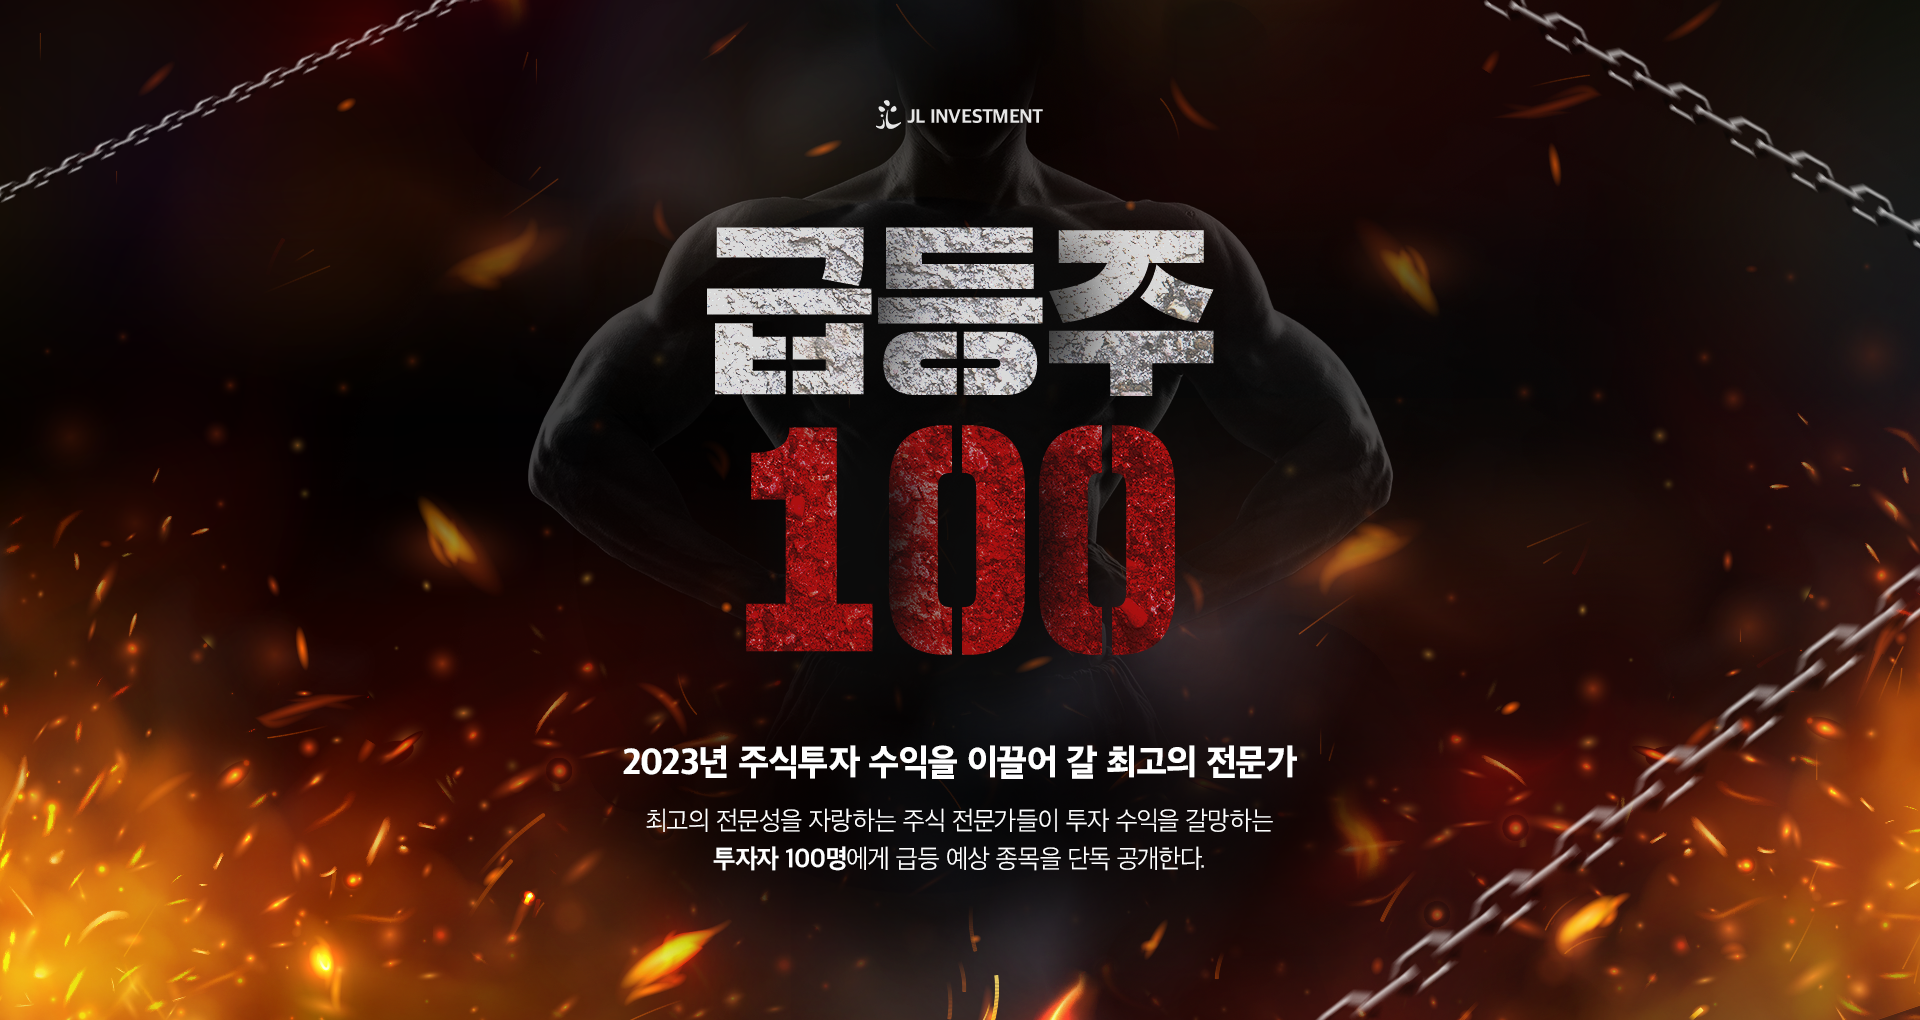 JL INVESTMENT
급등주
100
2023년 주식투자 수익을 이끌어 갈 최고의 전문가
최고의 전문성을 자랑하는 주식 전문가들이 투자 수익을 갈망하는
투자자 100명에게 급등 예상 종목을 단독 공개한다.